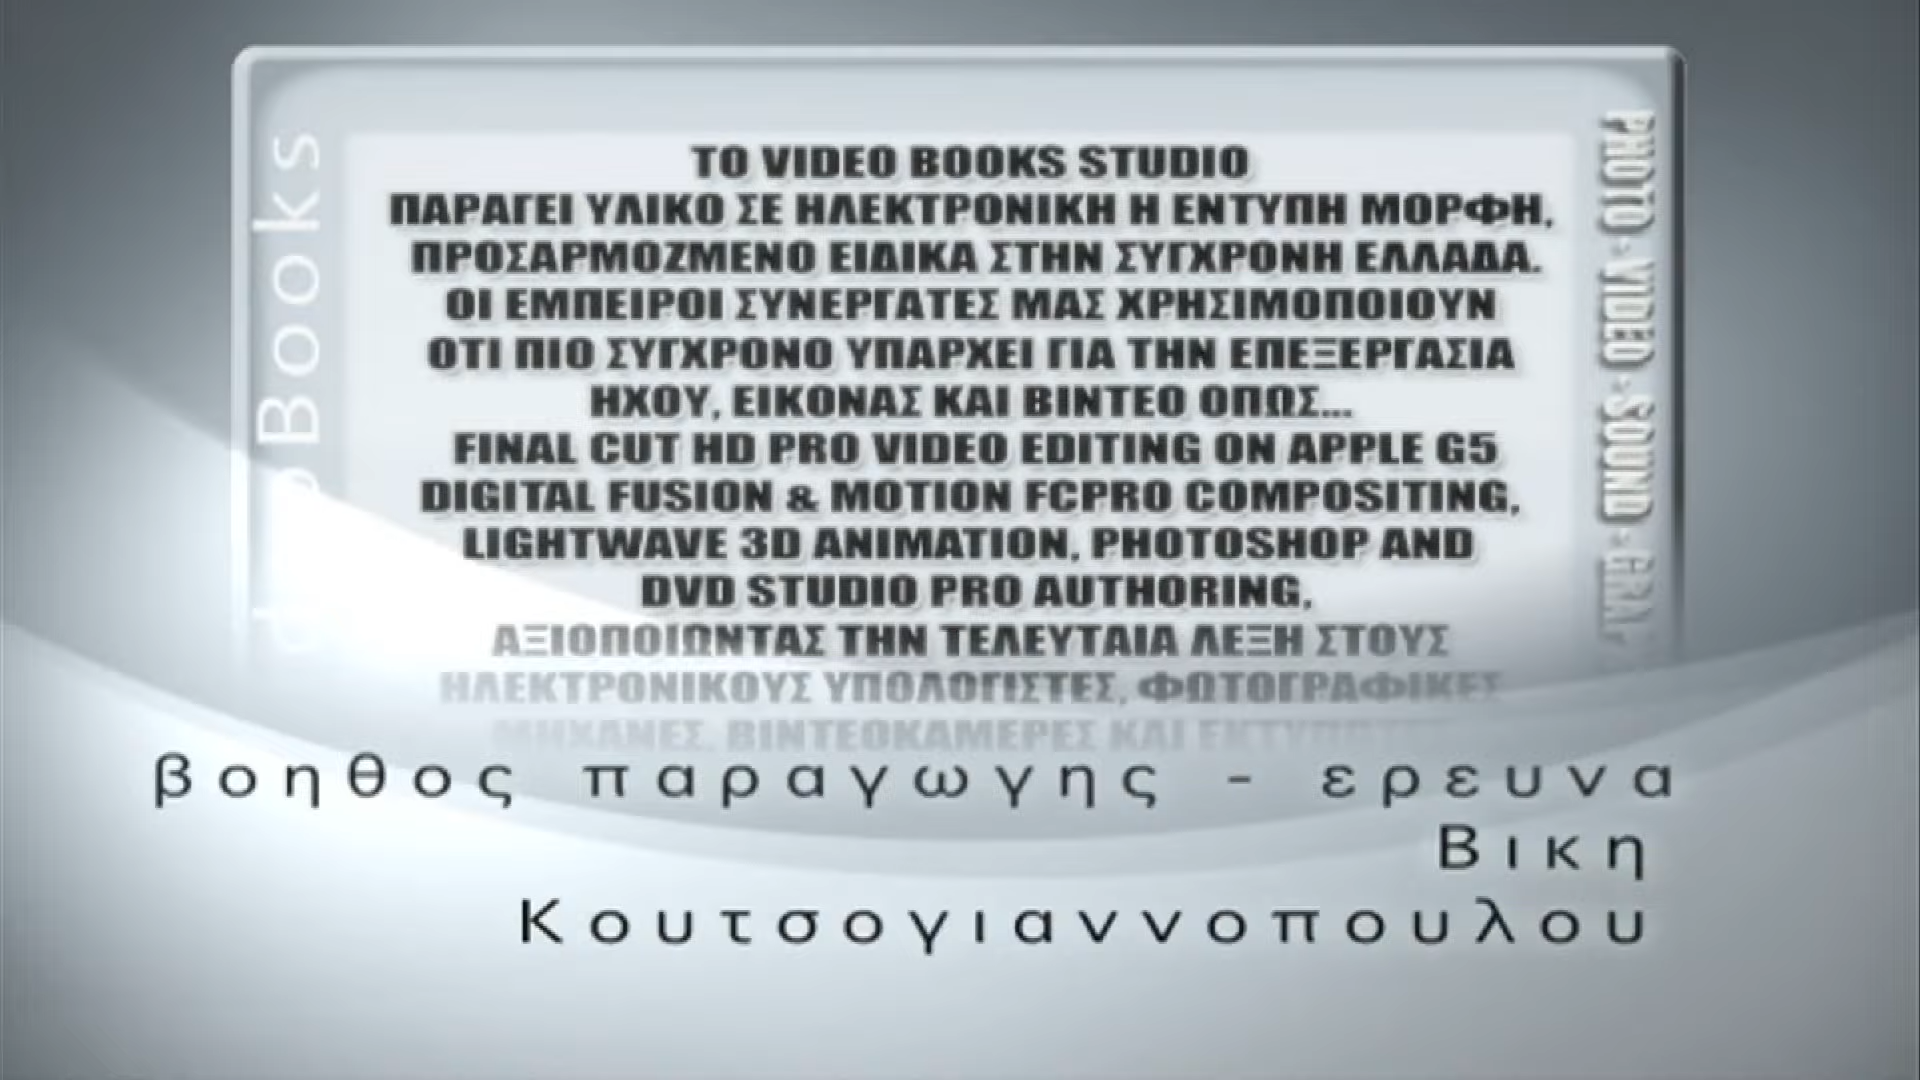 TO VIDEO BOOKS STUDIO
ΠΑΡΑΓΕΙ ΥΛΙΚΟ ΣΕ ΗΛΕΚΤΡΟΝΙΚΗ Η ΕΝΤΥΠΗ ΜΟΡΦΗ,
ΠΡΟΣΑΡΜΟΖΜΕΝΟ ΕΙΔΙΚΑ ΣΤΗΝ ΣΥΓΧΡΟΝΗ ΕΛΛΑΔΑ.
ΟΙ ΕΜΠΕΙΡΟΙ ΣΥΝΕΡΓΑΤΕΣ ΜΑΣ ΧΡΗΣΙΜΟΠΟΙΟΥΝ
ΟΤΙ ΠΙΟ ΣΥΓΧΡΟΝΟ ΥΠΑΡΧΕΙ ΓΙΑ ΤΗΝ ΕΠΕΞΕΡΓΑΣΙΑ
ΗΧΟΥ, ΕΙΚΟΝΑΣ ΚΑΙ ΒΙΝΤΕΟ ΟΠΩΣ...
FINAL CUT HD PRO VIDEO EDITING ON APPLE G5
DIGITAL FUSION & MOTION FCPRO COMPOSITING,
LIGHTWAVE 3D ANIMATION, PHOTOSHOP AND
DVD STUDIO PRO AUTHORING,
ΑΞΙΟΠΟΙΩΝΤΑΣ ΤΗΝ ΤΕΛΕΥΤΑΙΑ ΛΕΞΗ ΣΤΟΥΣ
ΗΛΕΚΤΡΟΝΙΚΟΥΣ ΥΠΟΛΟΓΙΣΤΕΣ, ΦΩΤΟΓΡΑΦΙΚΕΣ
ΜΗΧΑΝΕΣ, ΒΙΝΤΕΟΚΑΜΕΡΕΣ ΚΑΙ
Books
PHOTO · VIDEO · SOUND ·
βοηθος παραγωγης - ερευνα
Βικη
Κουτσογιαννοπουλου